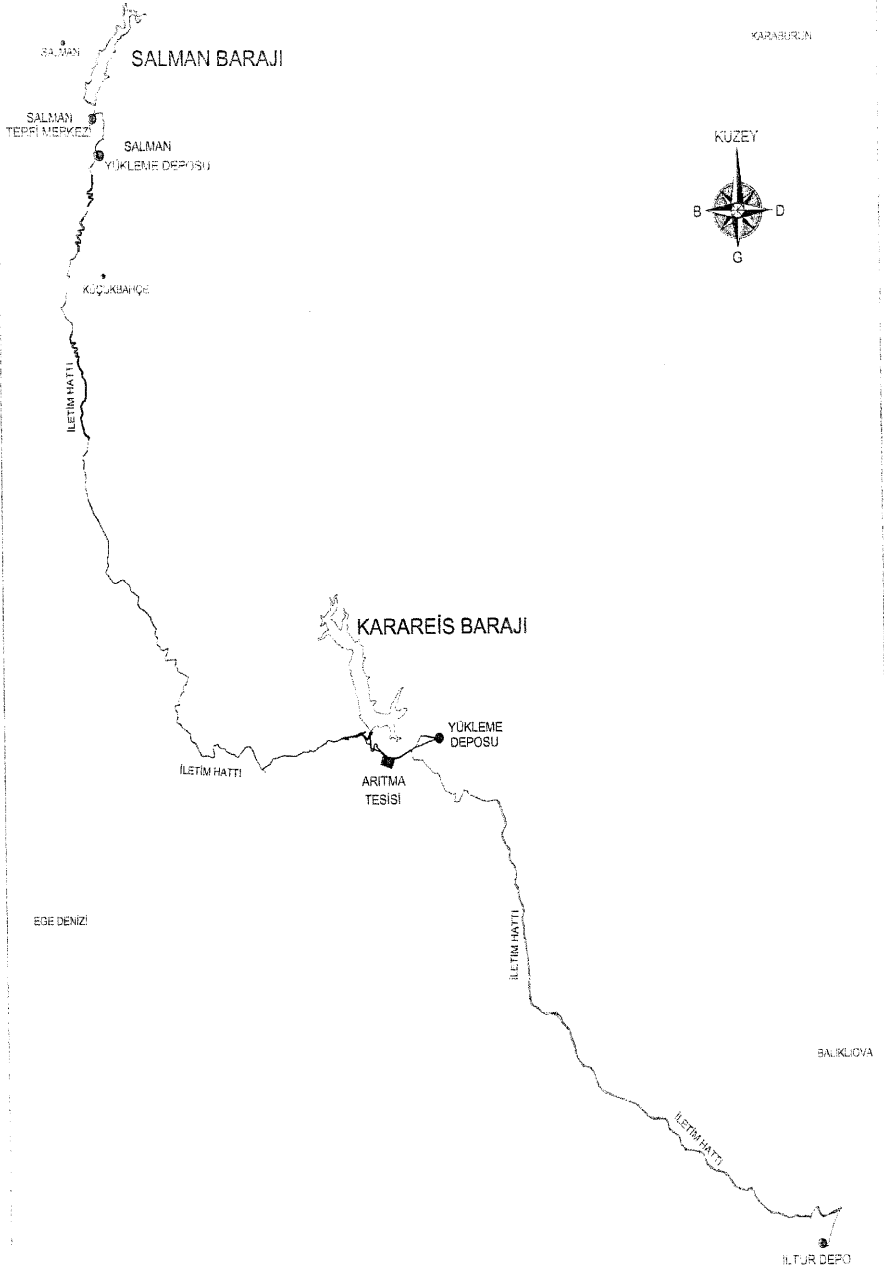 KARABURUN
SALMAN
SALMAN BARAJI
SALMAN
TERFİ MERKEZİ
SALMAN
YÜKLEME DEPOSU
KUZEY
B
D
G
KÜÇÜKBAHÇE
İLETİM HATTI
KARAREİS BARAJI
YÜKLEME
DEPOSU
İLETİM HATTI
ARITMA
TESİSİ
EGE DENİZİ
İLETİM HATTI
BALIKLIOVA
İLETİM HATTI
İLTUR DEPO